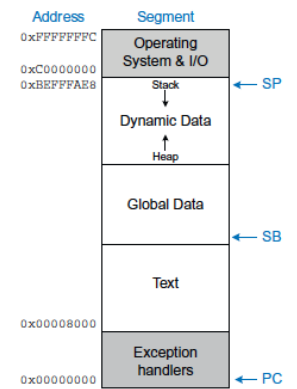 Address Segment
0xFFFFFFFC
Operating
System & I/O
0xC0000000
0xBEFFFAE8 Stack SP
Dynamic Data
Heap
Global Data
SB
Text
0x00008000
Exception
handlers
0x00000000 PC